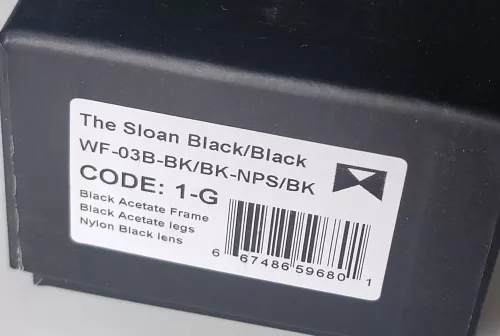 The Sloan Black/Black
WF-03B-BK/BK-NPS/BK
CODE: 1-G
Black Acetate Frame
Black Acetate legs
Nylon Black lens
6 67486 59680 1